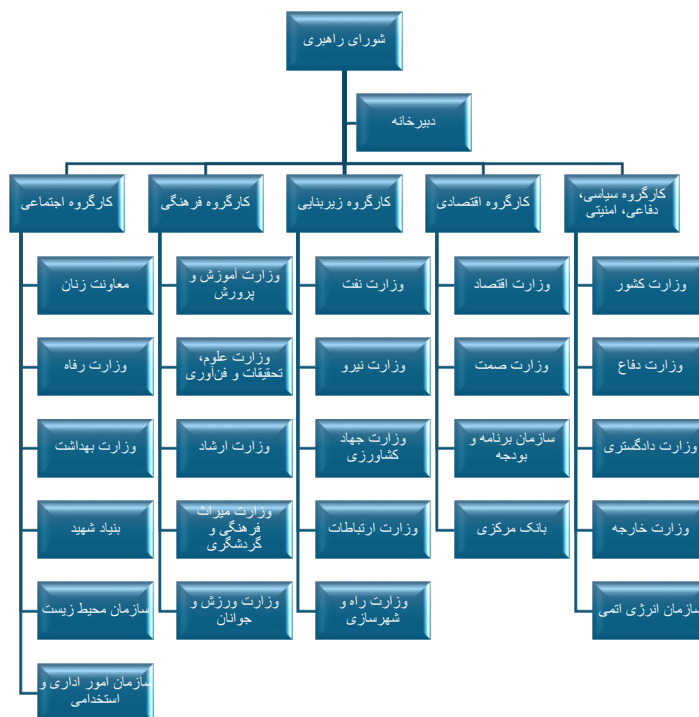 شورای راهبری
دبیرخانه
کارگروه سیاسی،
دفاعی، امنیتی
وزارت کشور
وزارت دفاع
وزارت دادگستری
وزارت خارجه
سازمان انرژی اتمی
کارگروه اقتصادی
وزارت اقتصاد
وزارت صمت
سازمان برنامه و
بودجه
بانک مرکزی
کارگروه زیربنایی
وزارت نفت
وزارت نیرو
وزارت جهاد
کشاورزی
وزارت ارتباطات
وزارت راه و
شهرسازی
کارگروه فرهنگی
وزارت آموزش و
پرورش
وزارت علوم،
تحقیقات و فن‌آوری
وزارت ارشاد
وزارت میراث
فرهنگی و
گردشگری
وزارت ورزش و
جوانان
کارگروه اجتماعی
معاونت زنان
وزارت رفاه
وزارت بهداشت
بنیاد شهید
سازمان محیط زیست
سازمان امور اداری و
استخدامی